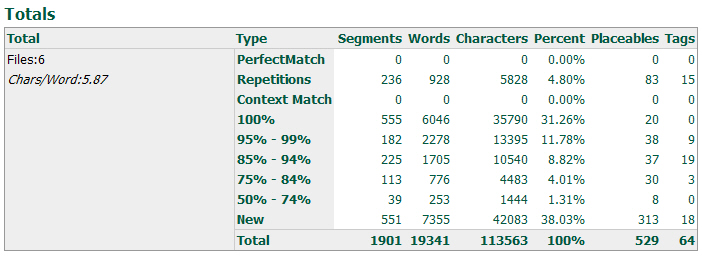 Totals
Total Type Segments Words Characters Percent Placeables Tags
Files:6 PerfectMatch 0 0 0 0.00% 0 0
Chars/Word:5.87 Repetitions 236 928 5828 4.80% 83 15
Context Match 0 0 0 0.00% 0 0
100% 555 6046 35790 31.26% 20 0
95% - 99% 182 2278 13395 11.78% 38 9
85% - 94% 225 1705 10540 8.82% 37 19
75% - 84% 113 776 4483 4.01% 30 3
50% - 74% 39 253 1444 1.31% 8 0
New 551 7355 42083 38.03% 313 18
Total 1901 19341 113563 100% 529 64